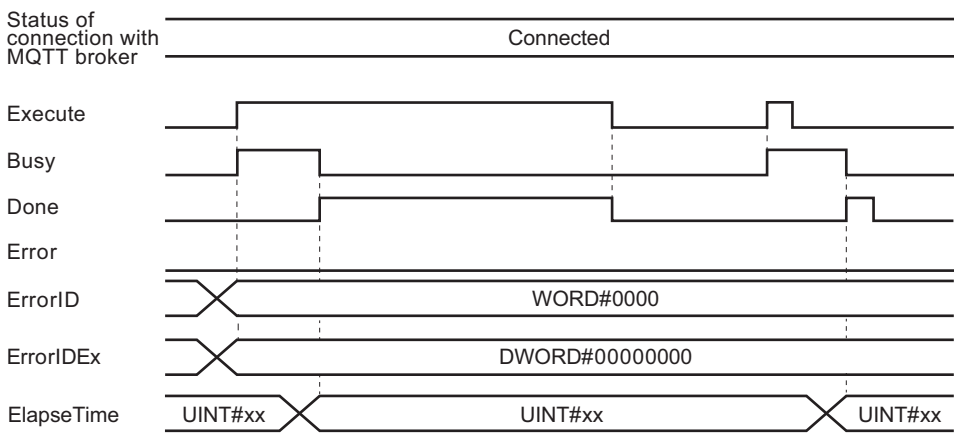 Status of
connection with
MQTT broker
Connected
Execute
Busy
Done
Error
ErrorID
WORD#0000
ErrorIDEx
DWORD#00000000
ElapseTime
UINT#xx
UINT#xx
UINT#xx